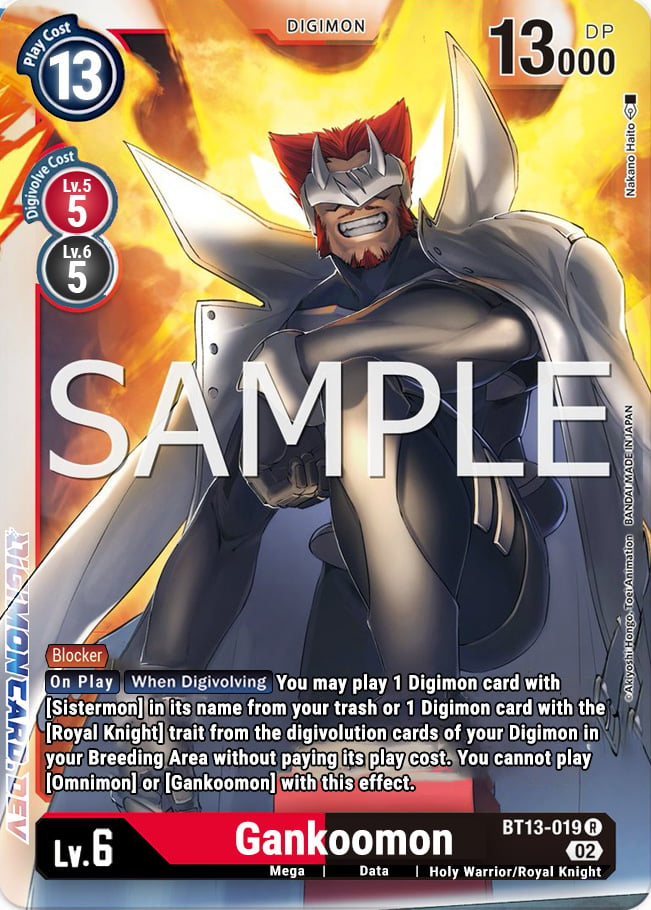 Play Cost
13
DIGIMON
13000
DP
Nakano Haito
Digivolve Cost
Lv.5
5
Lv.6
5
SAMPLE
©Akiyoshi Hongo, Toei Animation BANDAI MADE IN JAPAN
DIGIMON CARD.DEV
Blocker
On Play When Digivolving You may play 1 Digimon card with
[Sistermon] in its name from your trash or 1 Digimon card with the
[Royal Knight] trait from the digivolution cards of your Digimon in
your Breeding Area without paying its play cost. You cannot play
[Omnimon] or [Gankoomon] with this effect.
Lv.6
Gankoomon
BT13-019 R
02
Mega | Data | Holy Warrior/Royal Knight